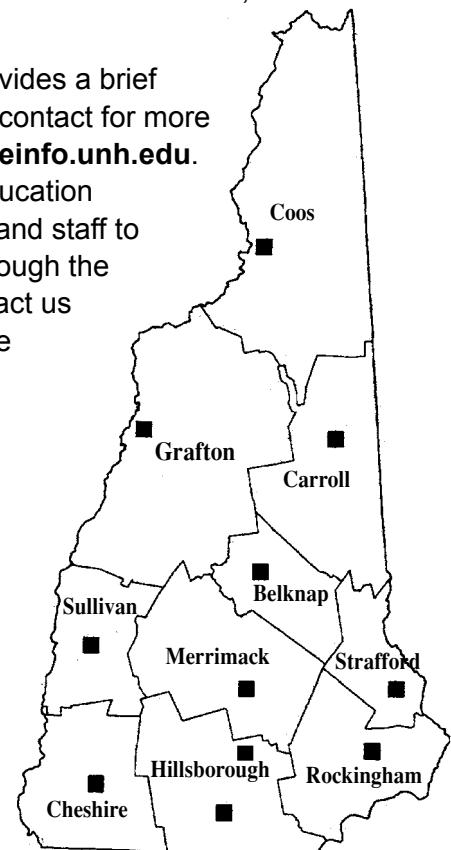 vides a brief
contact for more
einfo.unh.edu.
ucation
and staff to
ough the
act us
e
Coos
Grafton
Carroll
Belknap
Sullivan
Merrimack
Strafford
Hillsborough
Rockingham
Cheshire